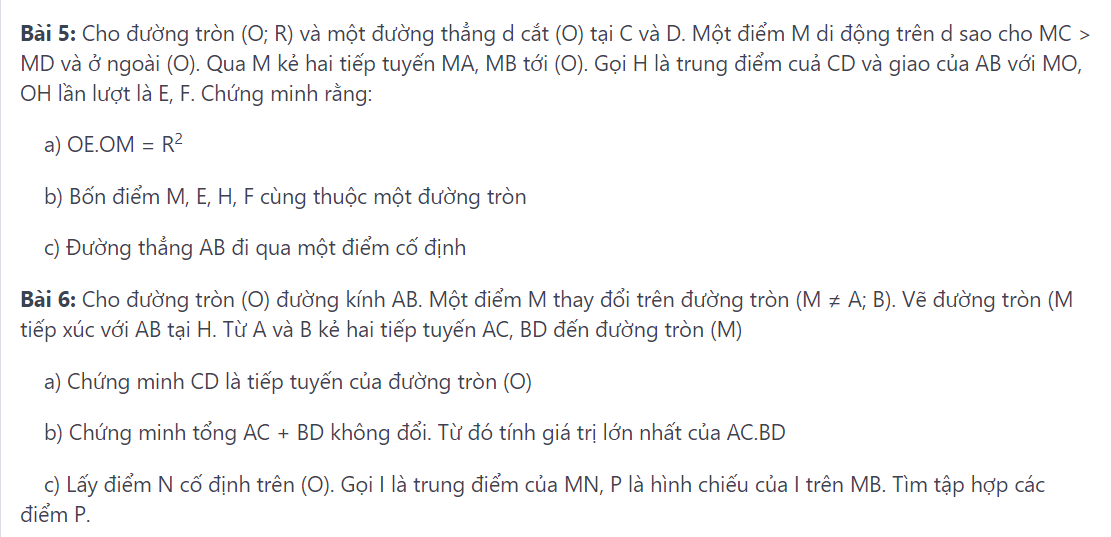 Bài 5: Cho đường tròn (O; R) và một đường thẳng d cắt (O) tại C và D. Một điểm M di động trên d sao cho MC >
MD và ở ngoài (O). Qua M kẻ hai tiếp tuyến MA, MB tới (O). Gọi H là trung điểm cuả CD và giao của AB với MO,
OH lần lượt là E, F. Chứng minh rằng:
a) OE.OM = R²
b) Bốn điểm M, E, H, F cùng thuộc một đường tròn
c) Đường thẳng AB đi qua một điểm cố định
Bài 6: Cho đường tròn (O) đường kính AB. Một điểm M thay đổi trên đường tròn (M ≠ A; B). Vẽ đường tròn (M
tiếp xúc với AB tại H. Từ A và B kẻ hai tiếp tuyến AC, BD đến đường tròn (M)
a) Chứng minh CD là tiếp tuyến của đường tròn (O)
b) Chứng minh tổng AC + BD không đổi. Từ đó tính giá trị lớn nhất của AC.BD
c) Lấy điểm N cố định trên (O). Gọi I là trung điểm của MN, P là hình chiếu của I trên MB. Tìm tập hợp các
điểm P.